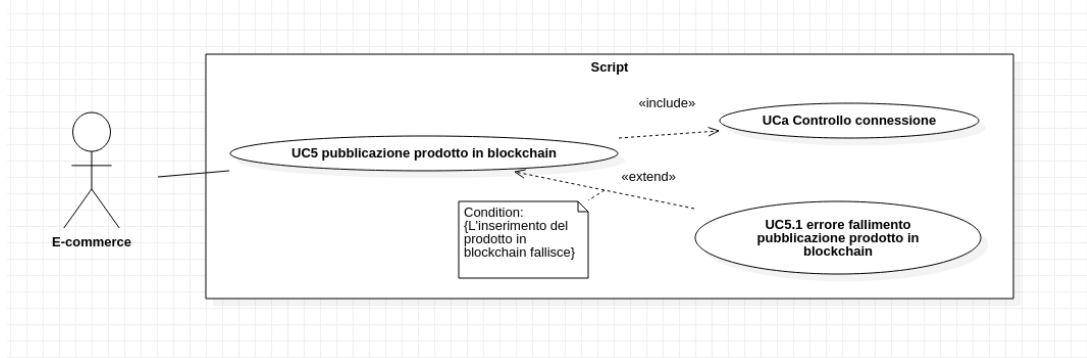 Script
«include»
UCa Controllo connessione
UC5 pubblicazione prodotto in blockchain
«extend»
Condition:
{L'inserimento del
prodotto in
blockchain fallisce}
UC5.1 errore fallimento
pubblicazione prodotto in
blockchain
E-commerce